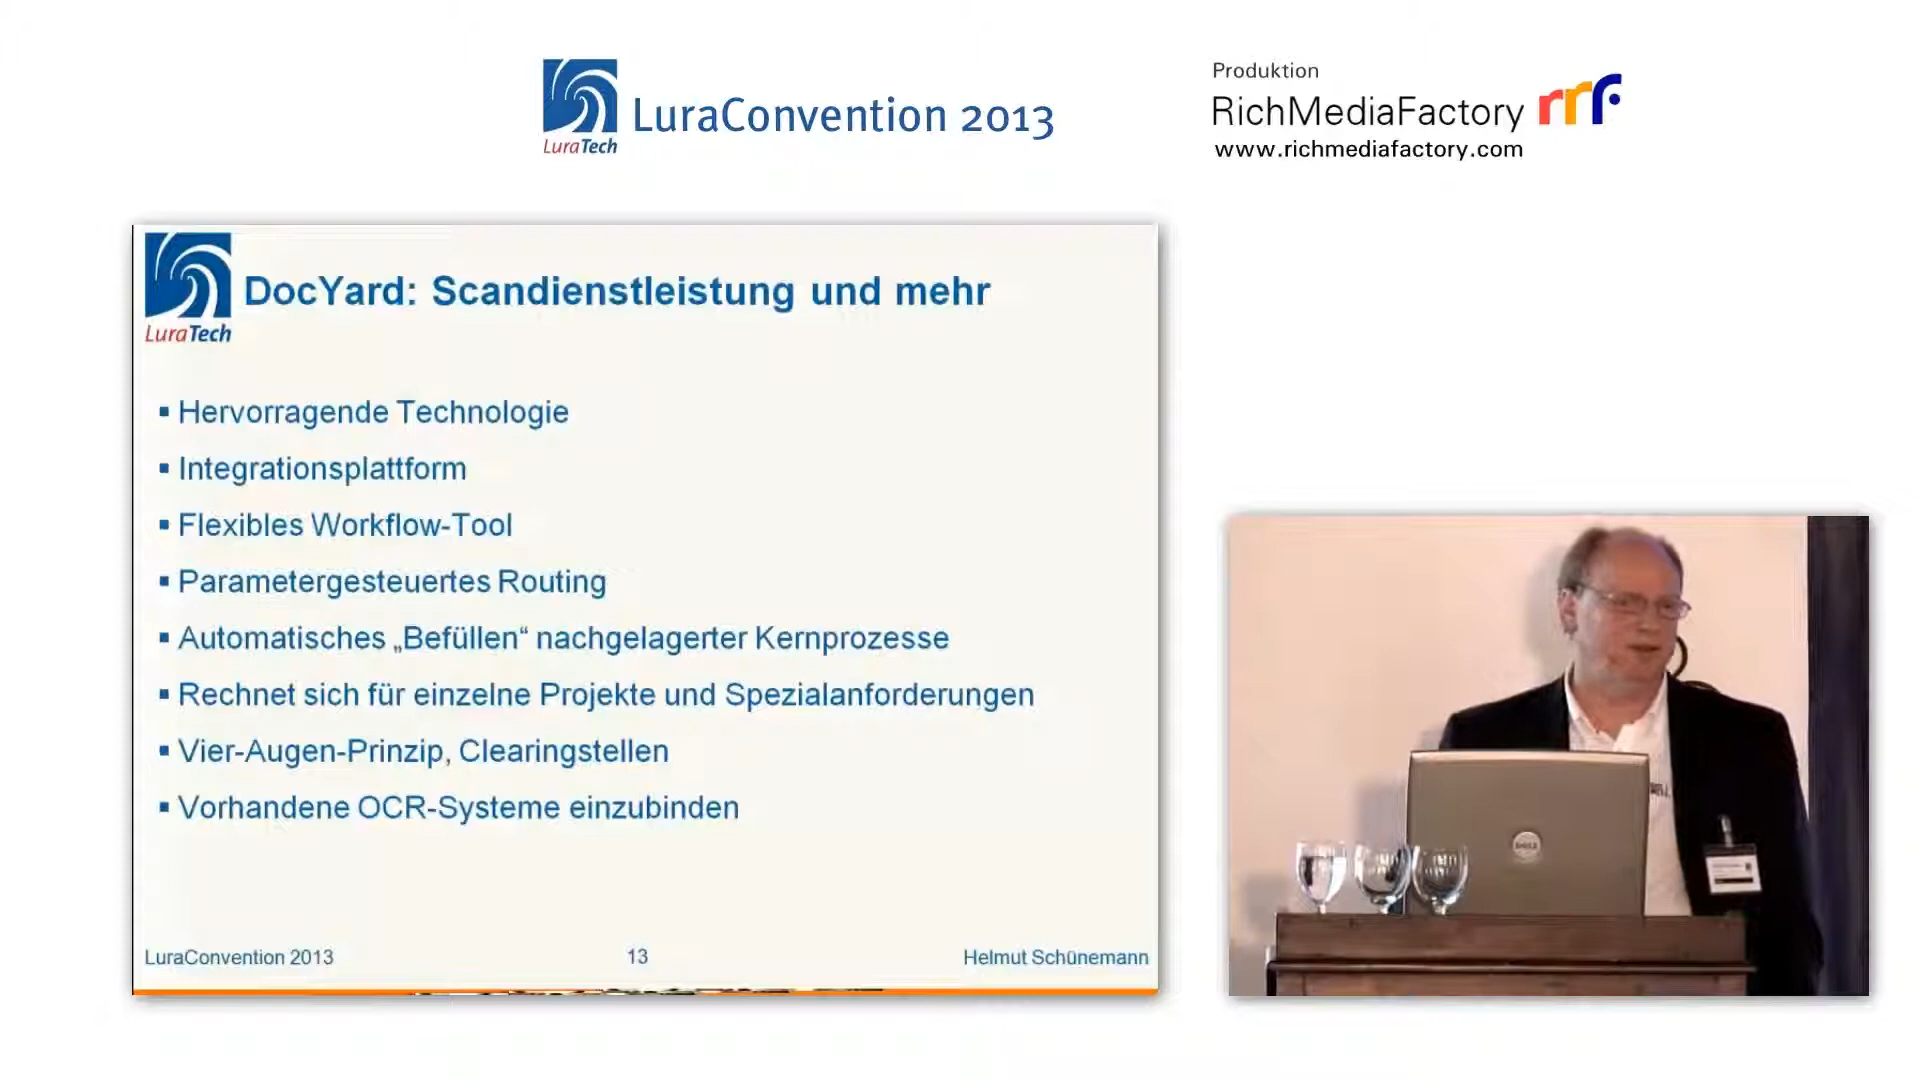 LuraTech
LuraConvention 2013
Produktion
RichMediaFactory rmf
www.richmediafactory.com
LuraTech
DocYard: Scandienstleistung und mehr
▪ Hervorragende Technologie
▪ Integrationsplattform
▪ Flexibles Workflow-Tool
▪ Parametergesteuertes Routing
▪ Automatisches „Befüllen“ nachgelagerter Kernprozesse
▪ Rechnet sich für einzelne Projekte und Spezialanforderungen
▪ Vier-Augen-Prinzip, Clearingstellen
▪ Vorhandene OCR-Systeme einzubinden
LuraConvention 2013
13
Helmut Schünemann
DELL